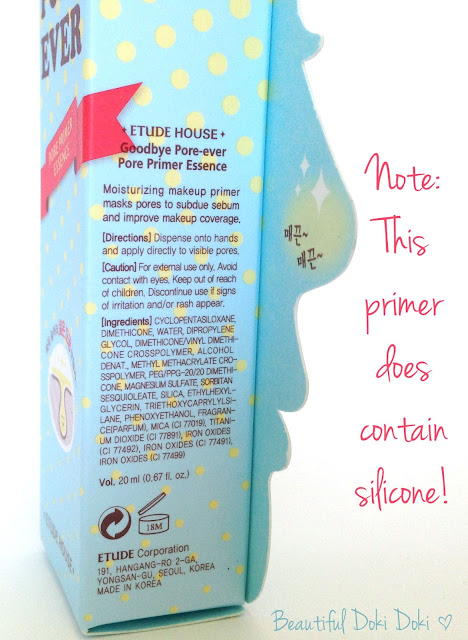 EVER
PORE PRIMER
ESSENCE
ETUDE HOUSE
Goodbye Pore-ever
Pore Primer Essence
Moisturizing makeup primer
masks pores to subdue sebum
and improve makeup coverage.
[Directions] Dispense onto hands
and apply directly to visible pores.
[Caution] For external use only. Avoid
contact with eyes. Keep out of reach
of children. Discontinue use if signs
of irritation and/or rash appear.
[Ingredients] CYCLOPENTASILOXANE,
DIMETHICONE, WATER, DIPROPYLENE
GLYCOL, DIMETHICONE/VINYL DIMETHI-
CONE CROSSPOLYMER, ALCOHOL
DENAT., METHYL METHACRYLATE CRO-
SSPOLYMER, PEG/PPG-20/20 DIMETHI-
CONE, MAGNESIUM SULFATE, SORBITAN
SESQUIOLEATE, SILICA, ETHYLHEXYL-
GLYCERIN, TRIETHOXYCAPRYLYLSI-
LANE, PHENOXYETHANOL, FRAGRAN-
CE(PARFUM), MICA (CI 77019), TITANI-
UM DIOXIDE (CI 77891), IRON OXIDES
(CI 77492), IRON OXIDES (CI 77491),
IRON OXIDES (CI 77499)
Vol. 20 ml (0.67 fl. oz.)
18M
ETUDE Corporation
191, HANGANG-RO 2-GA,
YONGSAN-GU, SEOUL, KOREA
MADE IN KOREA
HOUSE
매끈~
매끈~
Note:
This
primer
does
contain
silicone!
Beautiful Doki Doki ♡